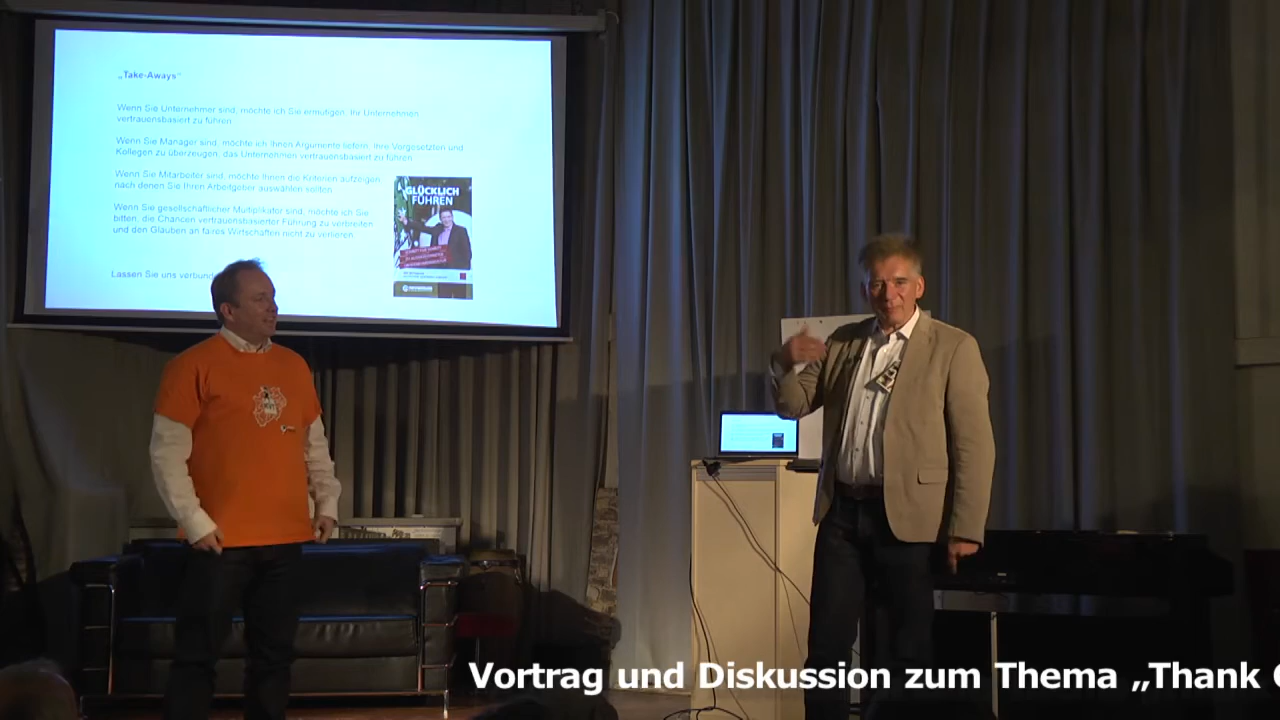 „Take-Aways“
Wenn Sie Unternehmer sind, möchte ich Sie ermutigen, Ihr Unternehmen
vertrauensbasiert zu führen.
Wenn Sie Manager sind, möchte ich Ihnen Argumente liefern, Ihre Vorgesetzten und
Kollegen zu überzeugen, das Unternehmen vertrauensbasiert zu führen.
Wenn Sie Mitarbeiter sind, möchte Ihnen die Kriterien aufzeigen,
nach denen Sie Ihren Arbeitgeber auswählen sollten.
Wenn Sie gesellschaftlicher Multiplikator sind, möchte ich Sie
bitten, die Chancen vertrauensbasierter Führung zu verbreiten
und den Glauben an faires Wirtschaften nicht zu verlieren.
Lassen Sie uns
GLÜCKLICH
FÜHREN
Vortrag und Diskussion zum Thema „Thank